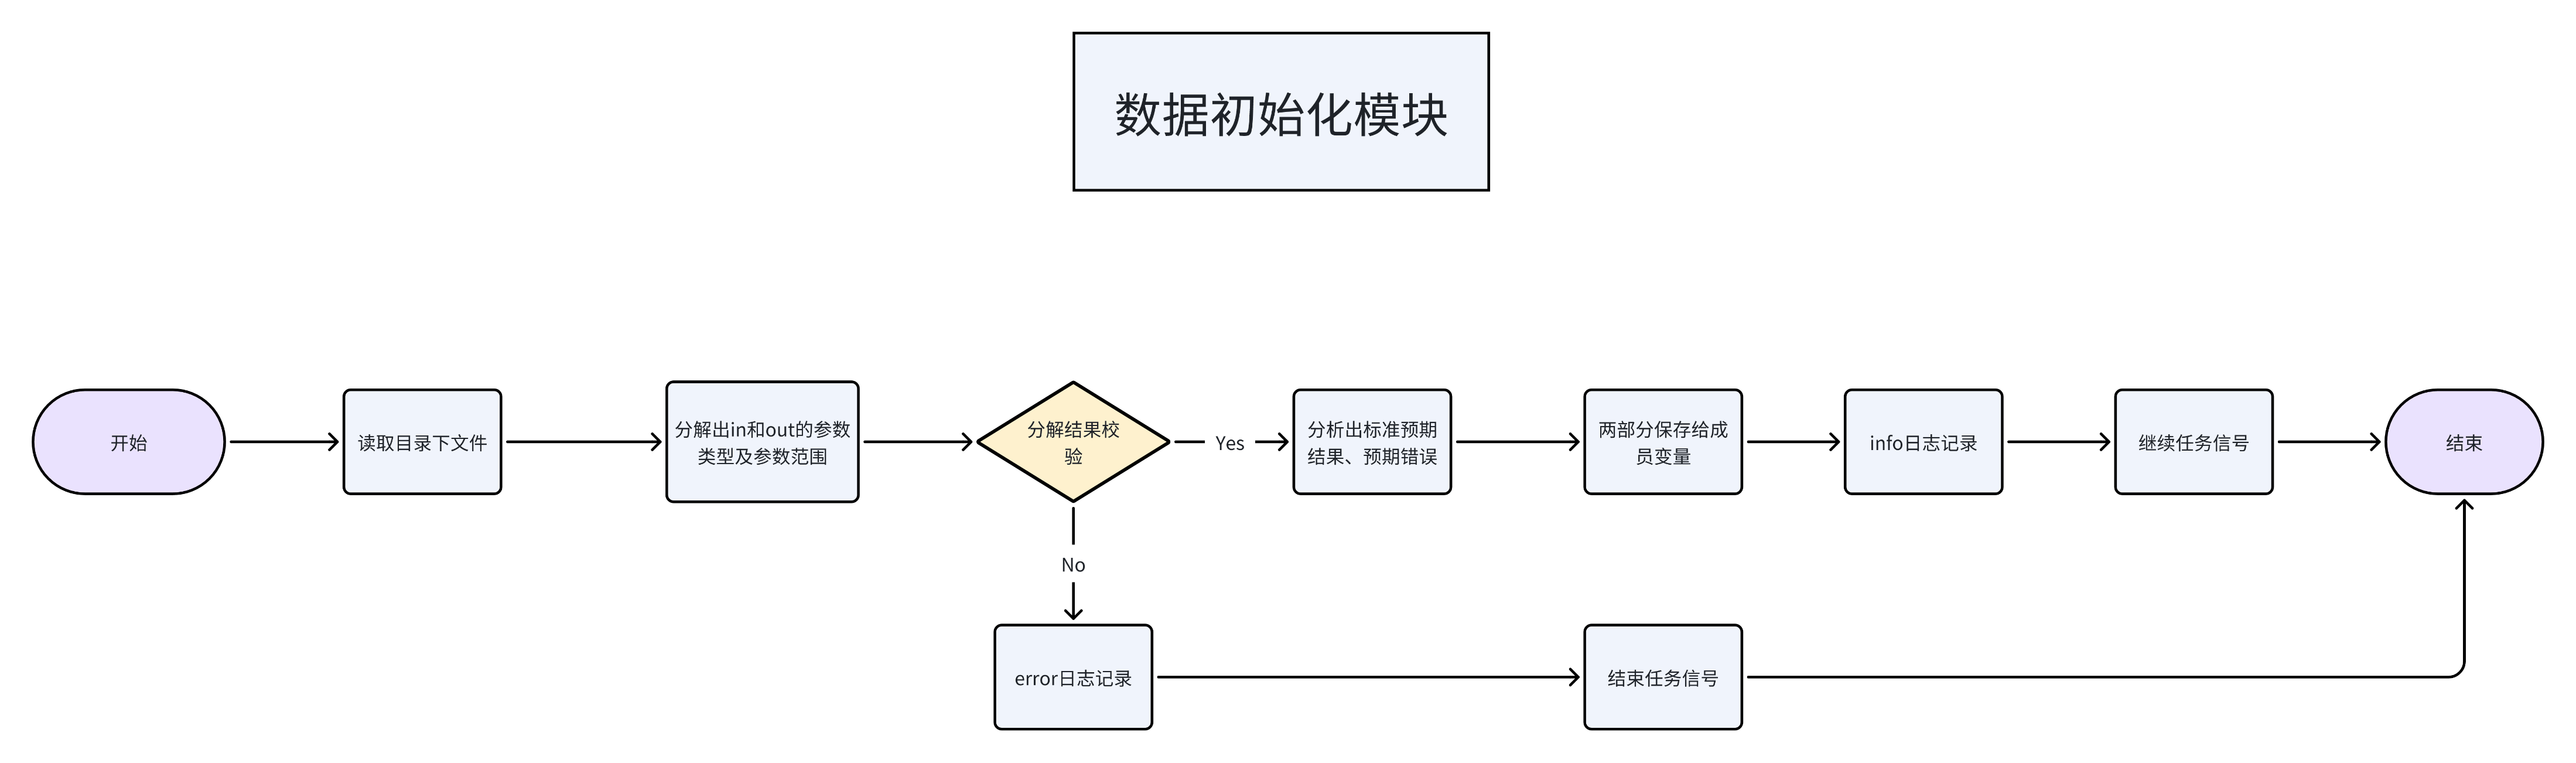 数据初始化模块
开始
读取目录下文件
分解出in和out的参数
类型及参数范围
分解结果校
验
Yes
分析出标准预期
结果、预期错误
两部分保存给成
员变量
info日志记录
继续任务信号
结束
No
error日志记录
结束任务信号